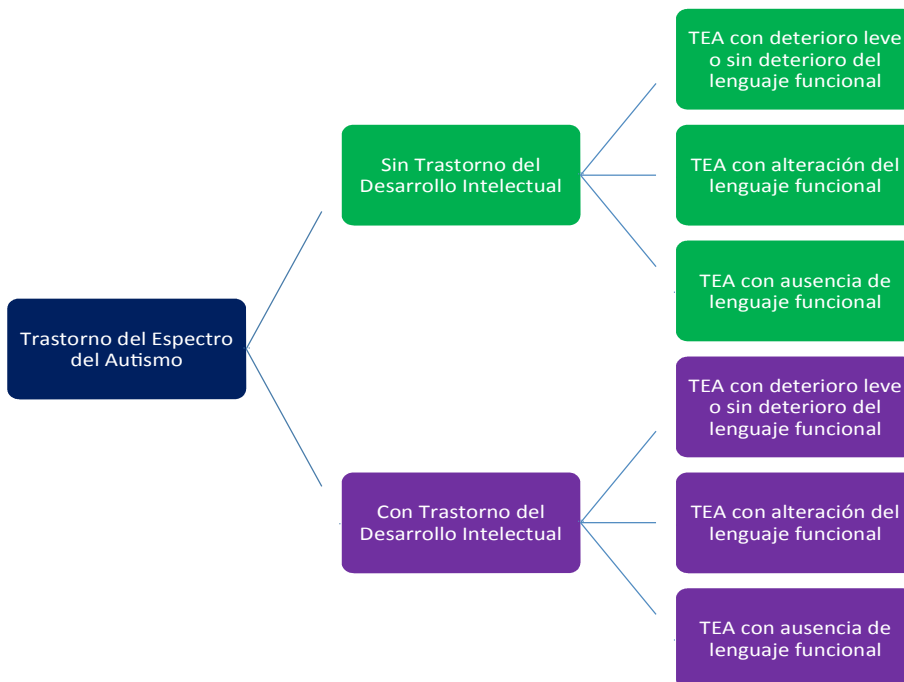 TEA con deterioro leve
o sin deterioro del
lenguaje funcional
Sin Trastorno del
Desarrollo Intelectual
TEA con alteración del
lenguaje funcional
TEA con ausencia de
lenguaje funcional
Trastorno del Espectro
del Autismo
TEA con deterioro leve
o sin deterioro del
lenguaje funcional
Con Trastorno del
Desarrollo Intelectual
TEA con alteración del
lenguaje funcional
TEA con ausencia de
lenguaje funcional